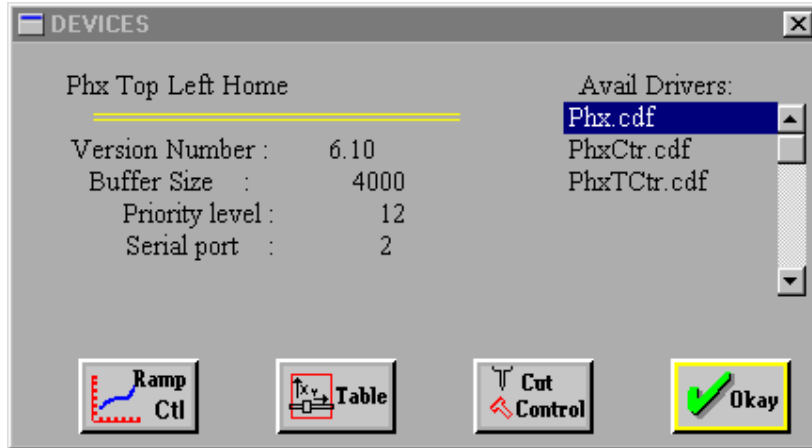 DEVICES
Phx Top Left Home
Version Number : 6.10
Buffer Size : 4000
Priority level : 12
Serial port : 2
Avail Drivers:
Phx.cdf
PhxCtr.cdf
PhxTCtr.cdf
Ramp
Ctl
X Y
Table
Cut
Control
Okay